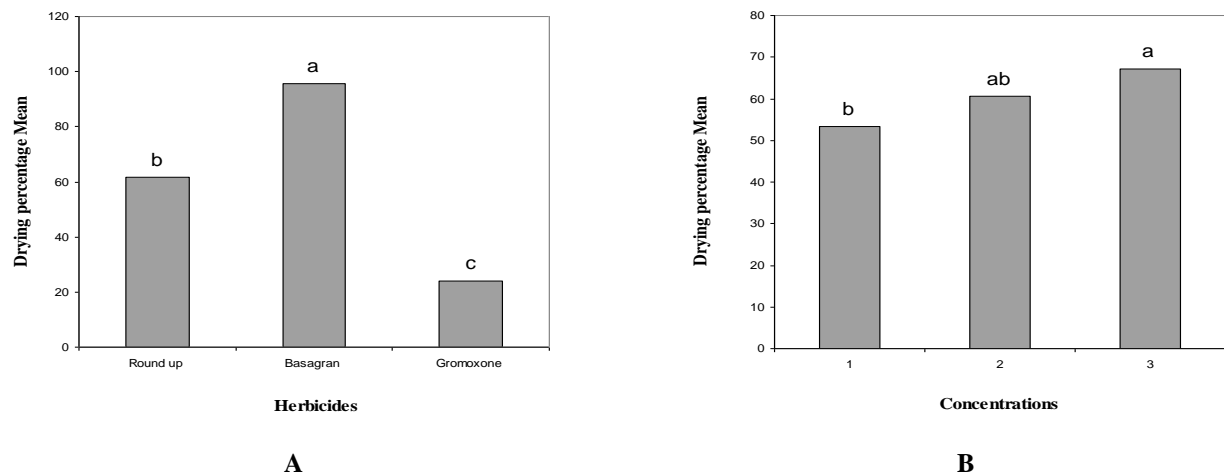 120
100
80
60
40
20
0
Drying percentage Mean
b
a
c
Round up
Basagran
Gromoxone
Herbicides
A
80
70
60
50
40
30
20
10
0
Drying percentage Mean
b
ab
a
1
2
3
Concentrations
B